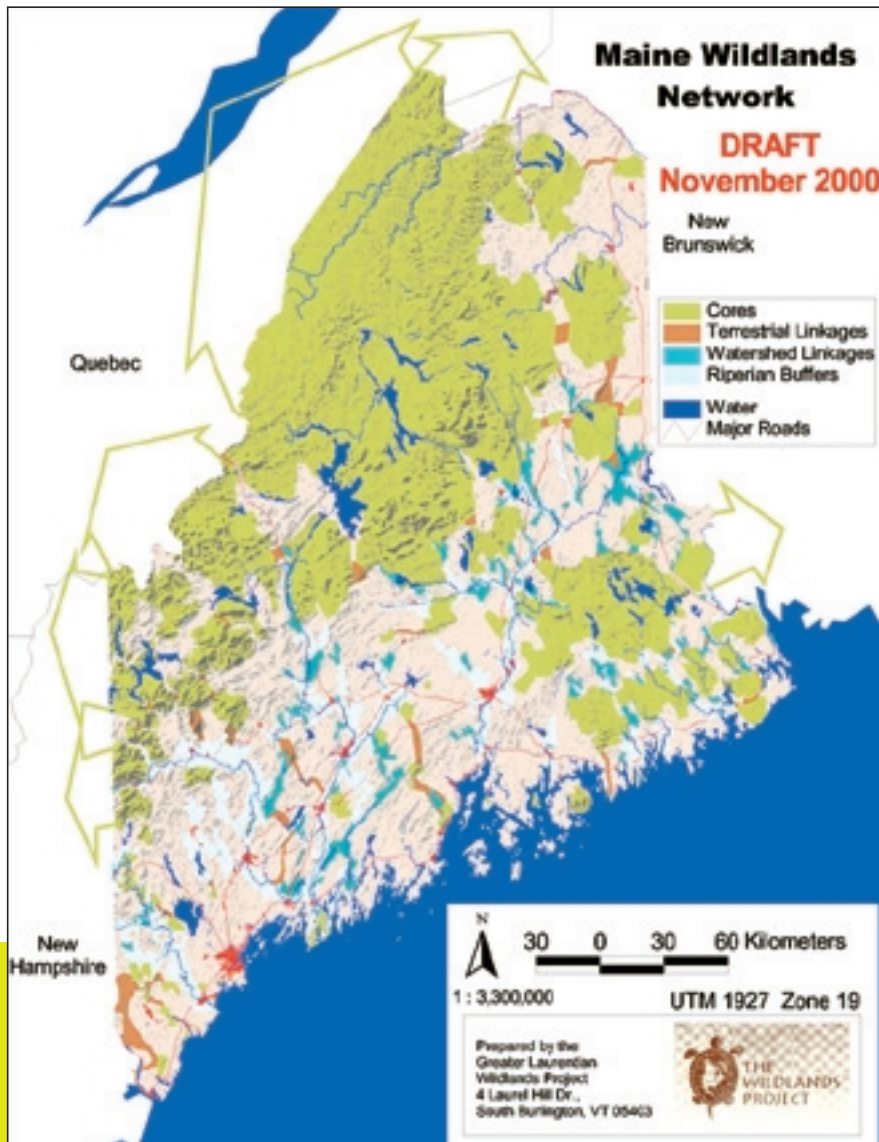 Maine Wildlands
Network
DRAFT
November 2000
New
Brunswick
Cores
Terrestrial Linkages
Watershed Linkages
Riperian Buffers
Water
Major Roads
Quebec
New
Hampshire
N
30 0 30 60 Kilometers
1 : 3,300,000
UTM 1927 Zone 19
Prepared by the
Greater Laurentian
Wildlands Project
4 Laurel Hill Dr.,
South Burlington, VT 05403
THE
WILDLANDS
PROJECT